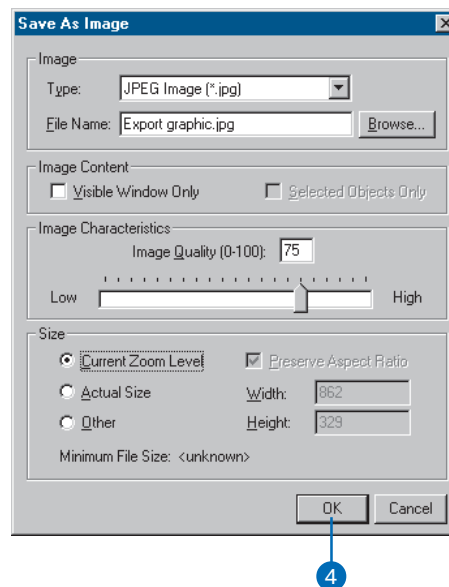 Save As Image
Image
Type: JPEG Image (*.jpg)
File Name: Export graphic.jpg Browse...
Image Content
Visible Window Only Selected Objects Only
Image Characteristics
Image Quality (0-100): 75
Low High
Size
Current Zoom Level Preserve Aspect Ratio
Actual Size Width: 862
Other Height: 329
Minimum File Size: <unknown>
OK Cancel
4